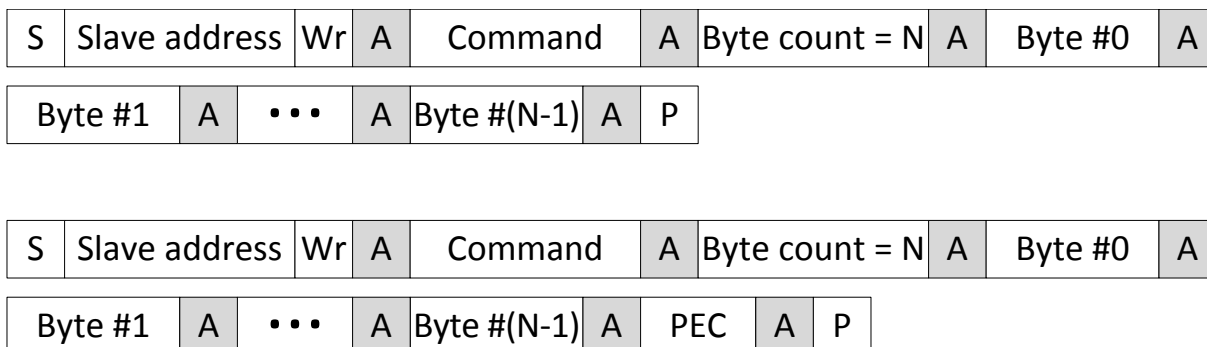 S Slave address Wr A Command A Byte count = N A Byte #0 A
Byte #1 A ••• A Byte #(N-1) A P
S Slave address Wr A Command A Byte count = N A Byte #0 A
Byte #1 A ••• A Byte #(N-1) A PEC A P